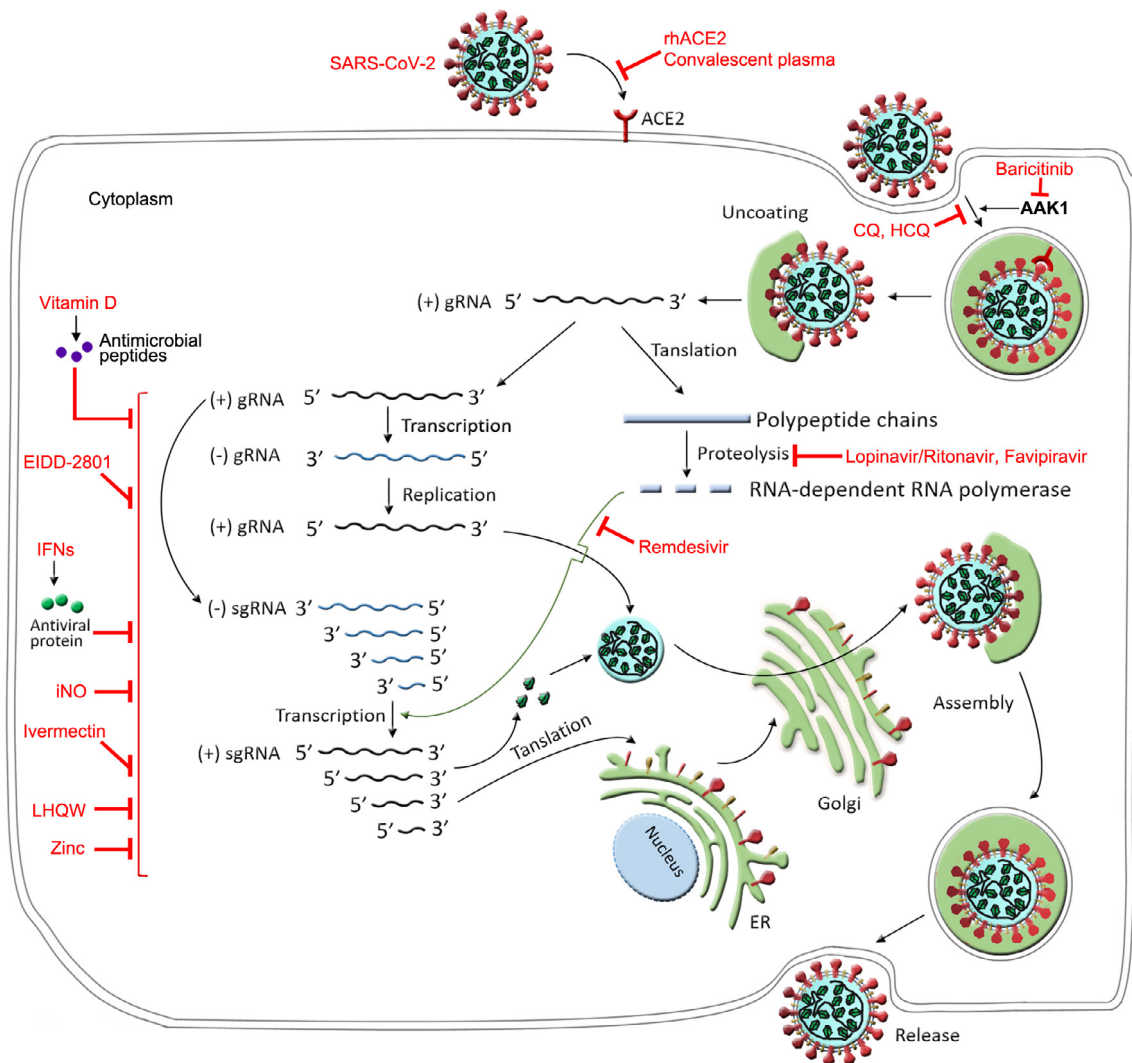 SARS-CoV-2
rhACE2
Convalescent plasma
ACE2
Cytoplasm
Baricitinib
AAK1
CQ, HCQ
Uncoating
(+) gRNA 5′ 3′
Tanslation
Vitamin D
Antimicrobial
peptides
(+) gRNA 5′ 3′
Transcription
Polypeptide chains
(-) gRNA 3′ 5′
Proteolysis
Lopinavir/Ritonavir, Favipiravir
EIDD-2801
Replication
RNA-dependent RNA polymerase
(+) gRNA 5′ 3′
Remdesivir
IFNs
Antiviral
protein
(-) sgRNA 3′ 5′
3′ 5′
3′ 5′
3′ 5′
iNO
Transcription
Ivermectin
(+) sgRNA 5′ 3′
5′ 3′
5′ 3′
5′ 3′
Tanslation
LHQW
Zinc
Golgi
Assembly
Nucleus
ER
Release